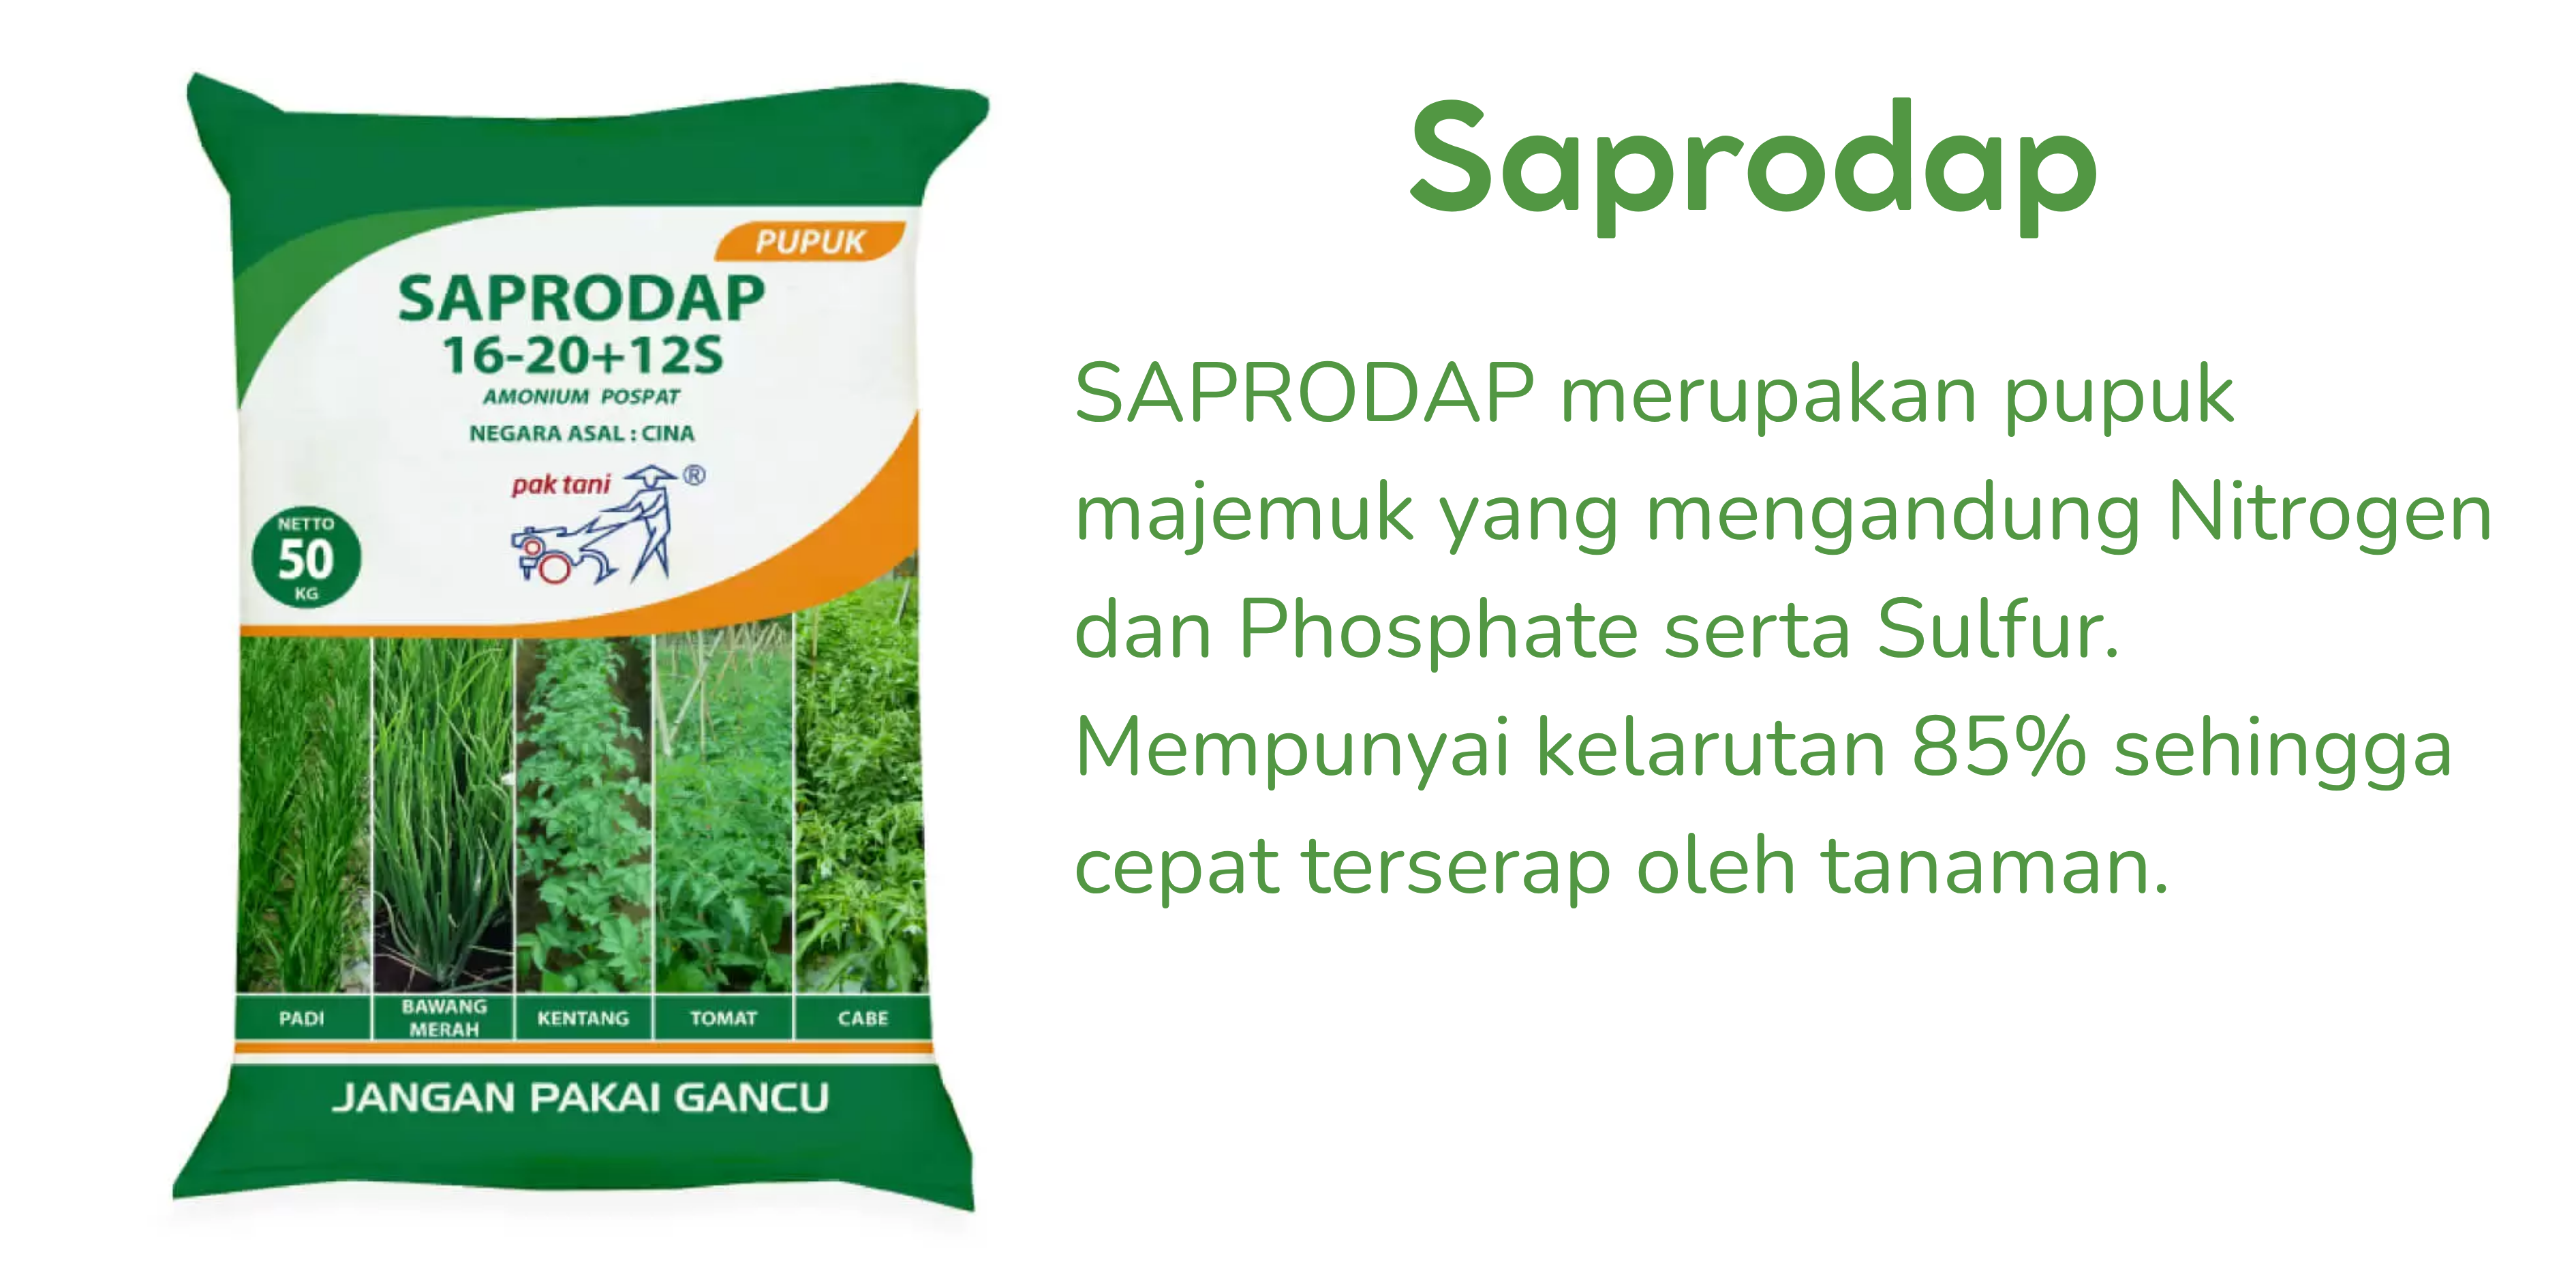 PUPUK
SAPRODAP
16-20+12S
AMONIUM POSPAT
NEGARA ASAL : CINA
pak tani ®
NETTO
50
KG
PADI
BAWANG
MERAH
KENTANG
TOMAT
CABE
JANGAN PAKAI GANCU
Saprodap
SAPRODAP merupakan pupuk
majemuk yang mengandung Nitrogen
dan Phosphate serta Sulfur.
Mempunyai kelarutan 85% sehingga
cepat terserap oleh tanaman.